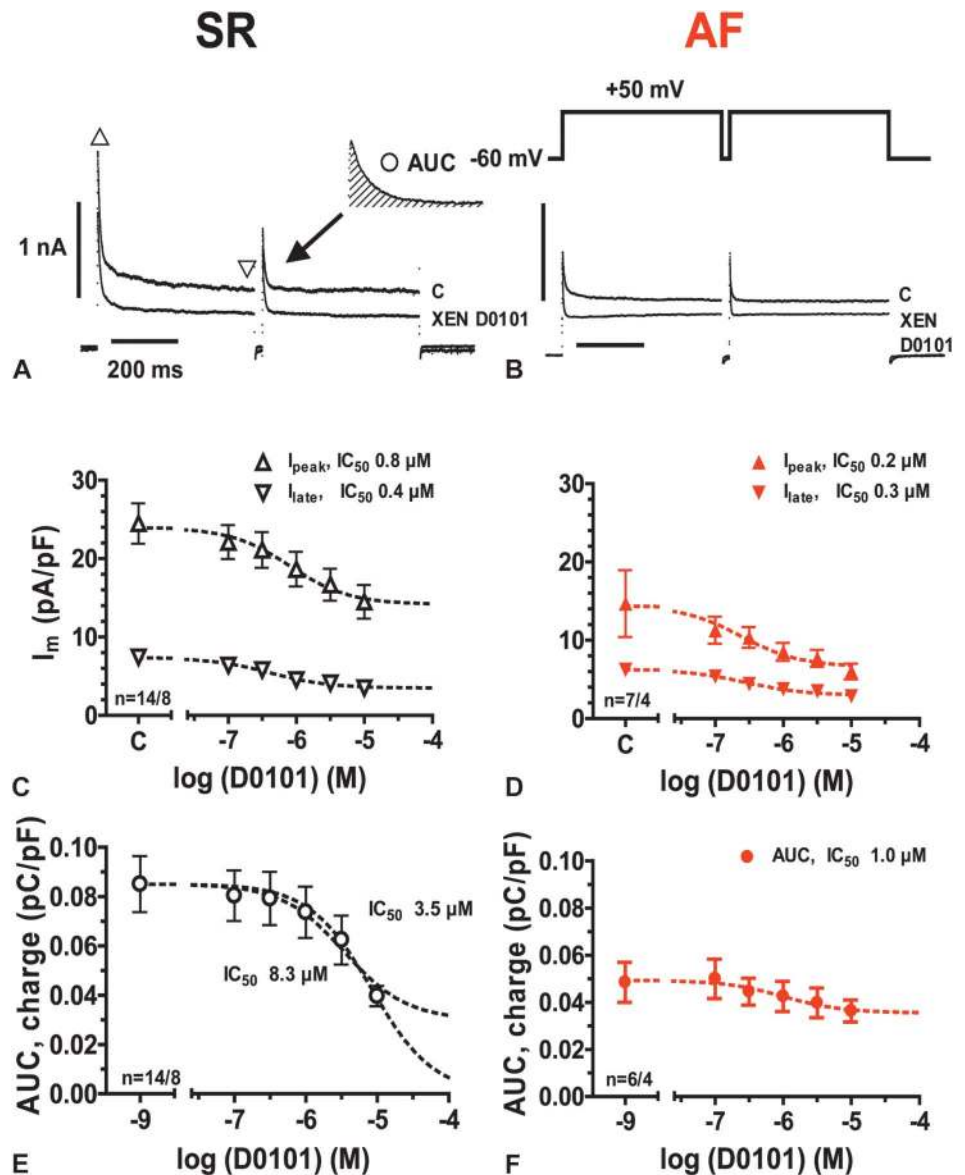 SR
AF
+50 mV
-60 mV
AUC
1 nA
C
XEN D0101
200 ms
A
C
XEN
D0101
B
Ipeak, IC50 0.8 µM
Ilate, IC50 0.4 µM
30
20
10
0
Im (pA/pF)
n=14/8
C
-7
-6
-5
-4
log (D0101) (M)
C
Ipeak, IC50 0.2 µM
Ilate, IC50 0.3 µM
30
20
10
0
n=7/4
C
-7
-6
-5
-4
log (D0101) (M)
D
0.10
0.08
0.06
0.04
0.02
0.00
AUC, charge (pC/pF)
IC50 3.5 µM
IC50 8.3 µM
n=14/8
-9
-7
-6
-5
-4
log (D0101) (M)
E
AUC, IC50 1.0 µM
0.10
0.08
0.06
0.04
0.02
0.00
AUC, charge (pC/pF)
n=6/4
-9
-7
-6
-5
-4
log (D0101) (M)
F